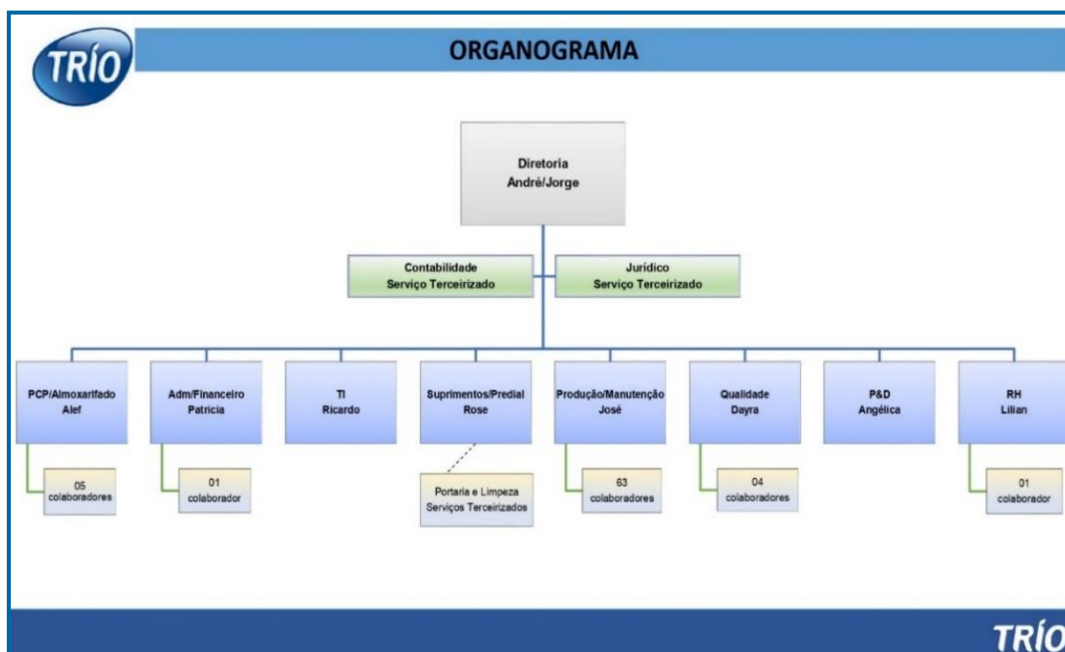 TRÍO
ORGANOGRAMA
Diretoria
André/Jorge
Contabilidade
Serviço Terceirizado
Jurídico
Serviço Terceirizado
PCP/Almoxarifado
Alef
Adm/Financeiro
Patricia
TI
Ricardo
Suprimentos/Predial
Rose
Produção/Manutenção
José
Qualidade
Dayra
P&D
Angélica
RH
Lilian
05
colaboradores
01
colaborador
Portaria e Limpeza
Serviços Terceirizados
63
colaboradores
04
colaboradores
01
colaborador
TRÍO